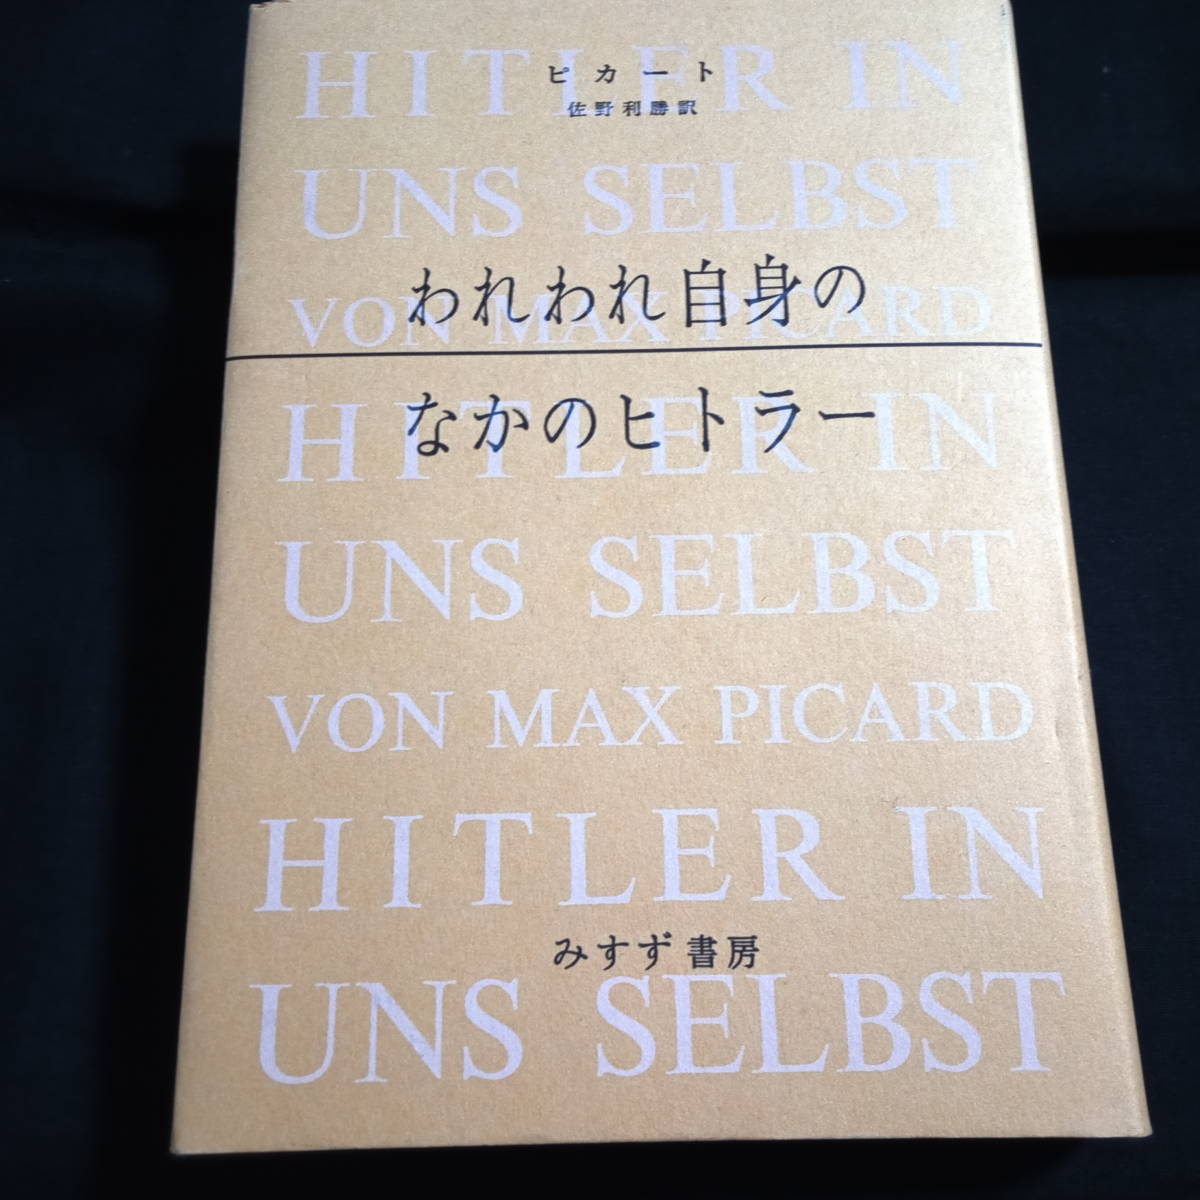 HITLER IN
ピカート
佐野利勝訳
UNS SELBST
われわれ自身の
VON MAX PICARD
なかのヒトラー
HITLER IN
UNS SELBST
VON MAX PICARD
HITLER IN
みすず書房
UNS SELBST